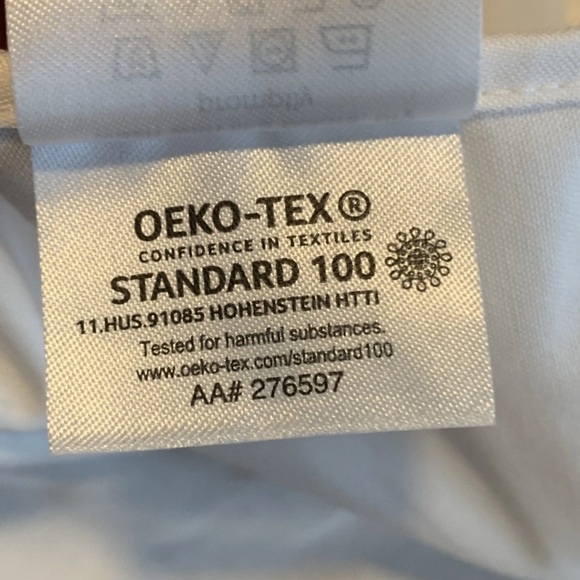 promptly
OEKO-TEX®
CONFIDENCE IN TEXTILES
STANDARD 100
11.HUS.91085 HOHENSTEIN HTTI
Tested for harmful substances.
www.oeko-tex.com/standard100
AA# 276597